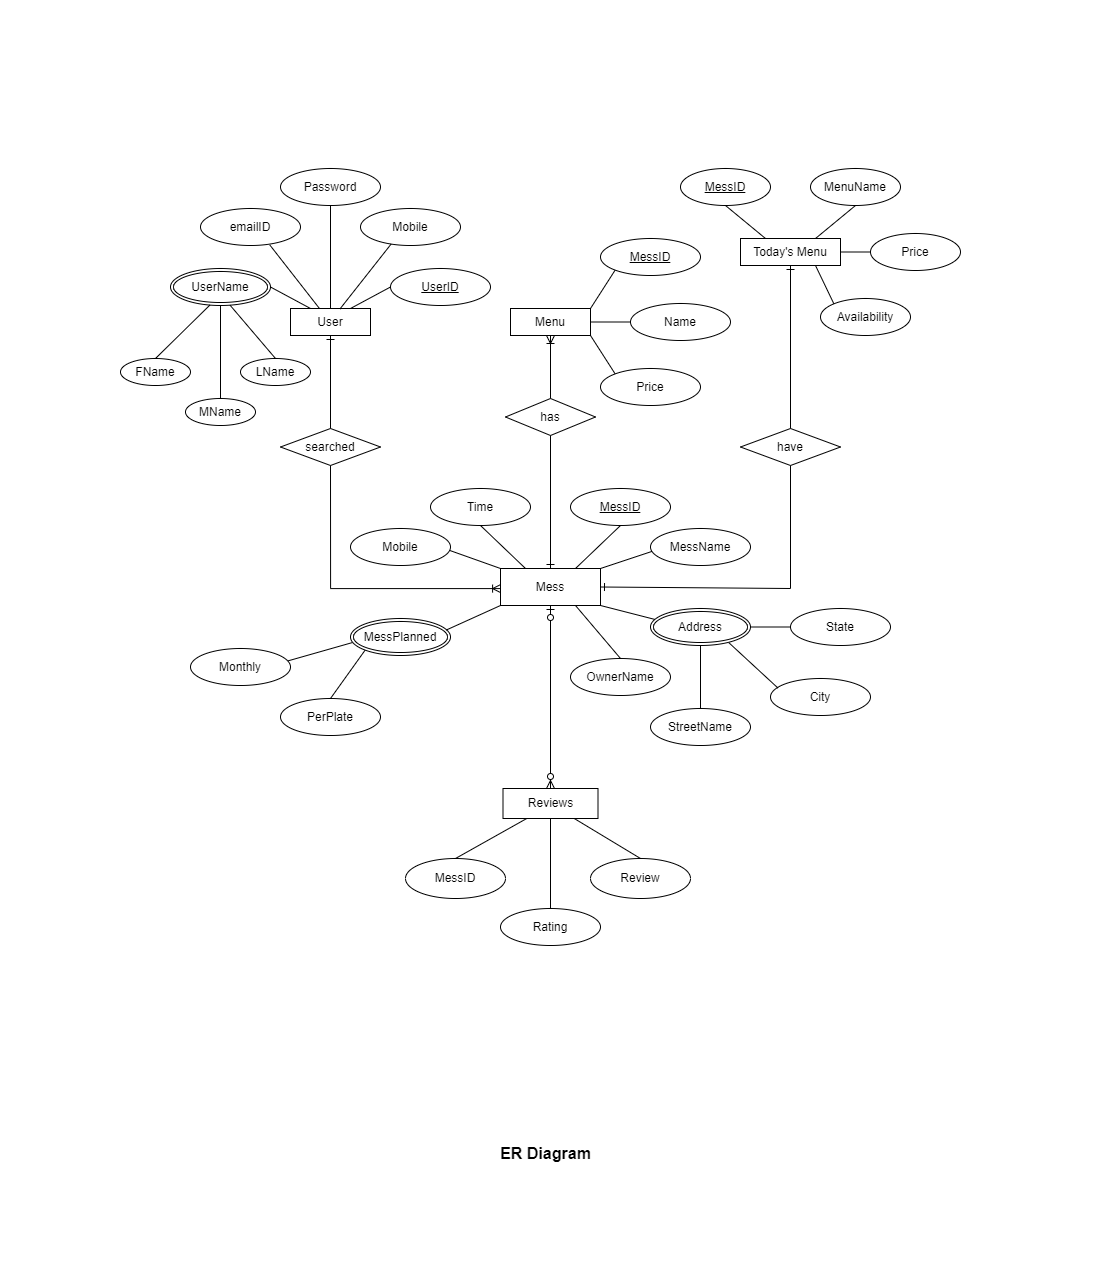 Password
MessID
MenuName
emailID
Mobile
Today's Menu
Price
MessID
UserName
UserID
User
Menu
Name
Availability
FName
LName
Price
MName
has
searched
have
Time
MessID
Mobile
MessName
Mess
MessPlanned
Address
State
Monthly
OwnerName
City
PerPlate
StreetName
Reviews
MessID
Review
Rating
ER Diagram